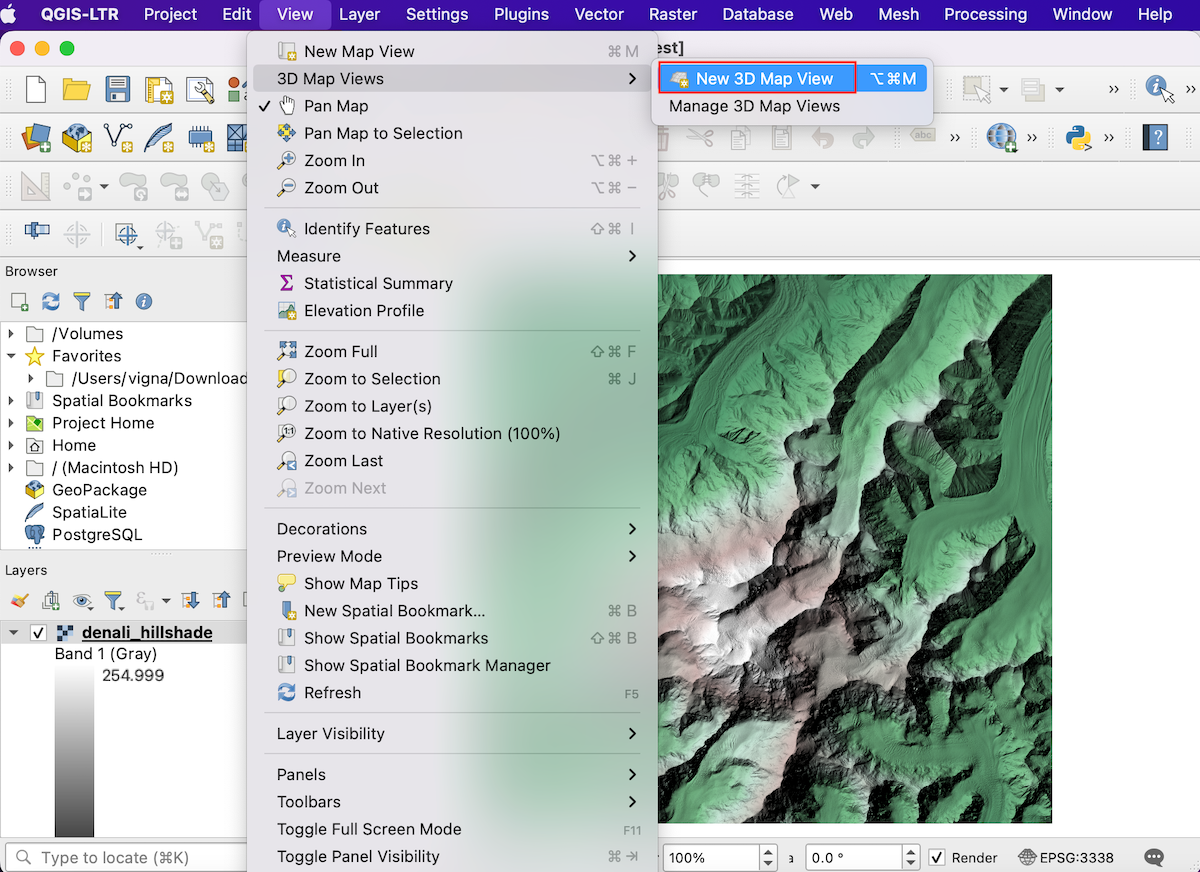 QGIS-LTR Project Edit View Layer Settings Plugins Vector Raster Database Web Mesh Processing Window Help
est]
New Map View ⌘ M
3D Map Views
New 3D Map View ⌥⌘M
Manage 3D Map Views
Pan Map
Pan Map to Selection
Zoom In ⌥⌘ +
Zoom Out ⌥⌘ −
Identify Features ⇧⌘ I
Measure
Statistical Summary
Elevation Profile
Zoom Full ⇧⌘ F
Zoom to Selection ⌘ J
Zoom to Layer(s)
Zoom to Native Resolution (100%)
Zoom Last
Zoom Next
Decorations
Preview Mode
Show Map Tips
New Spatial Bookmark... ⌘ B
Show Spatial Bookmarks ⇧⌘ B
Show Spatial Bookmark Manager
Refresh F5
Layer Visibility
Panels
Toolbars
Toggle Full Screen Mode F11
Toggle Panel Visibility ⌘ ⇥
abc
Browser
/Volumes
Favorites
/Users/vigna/Download
Spatial Bookmarks
Project Home
Home
/ (Macintosh HD)
GeoPackage
SpatiaLite
PostgreSQL
Layers
denali_hillshade
Band 1 (Gray)
254.999
Type to locate (⌘K)
100%
a
0.0 °
Render
EPSG:3338